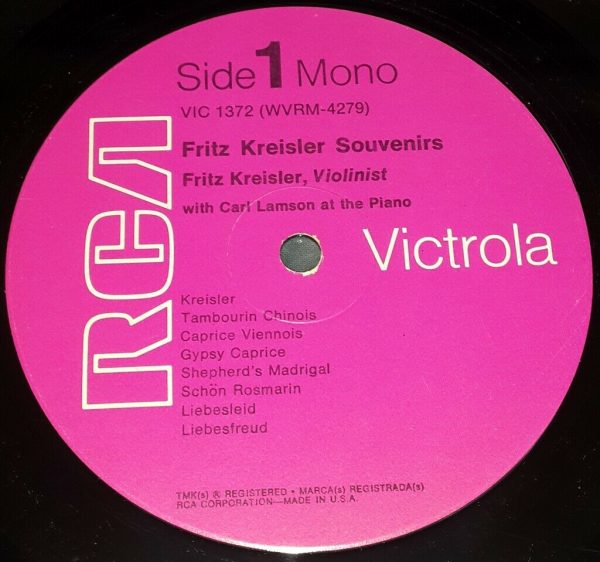 Side 1 Mono
VIC 1372 (WVRM-4279)
Fritz Kreisler Souvenirs
Fritz Kreisler, Violinist
with Carl Lamson at the Piano
RCA
Victrola
Kreisler
Tambourin Chinois
Caprice Viennois
Gypsy Caprice
Shepherd's Madrigal
Schön Rosmarin
Liebesleid
Liebesfreud
TMK(s) ® REGISTERED • MARCA(s) REGISTRADA(s)
RCA CORPORATION—MADE IN U.S.A.